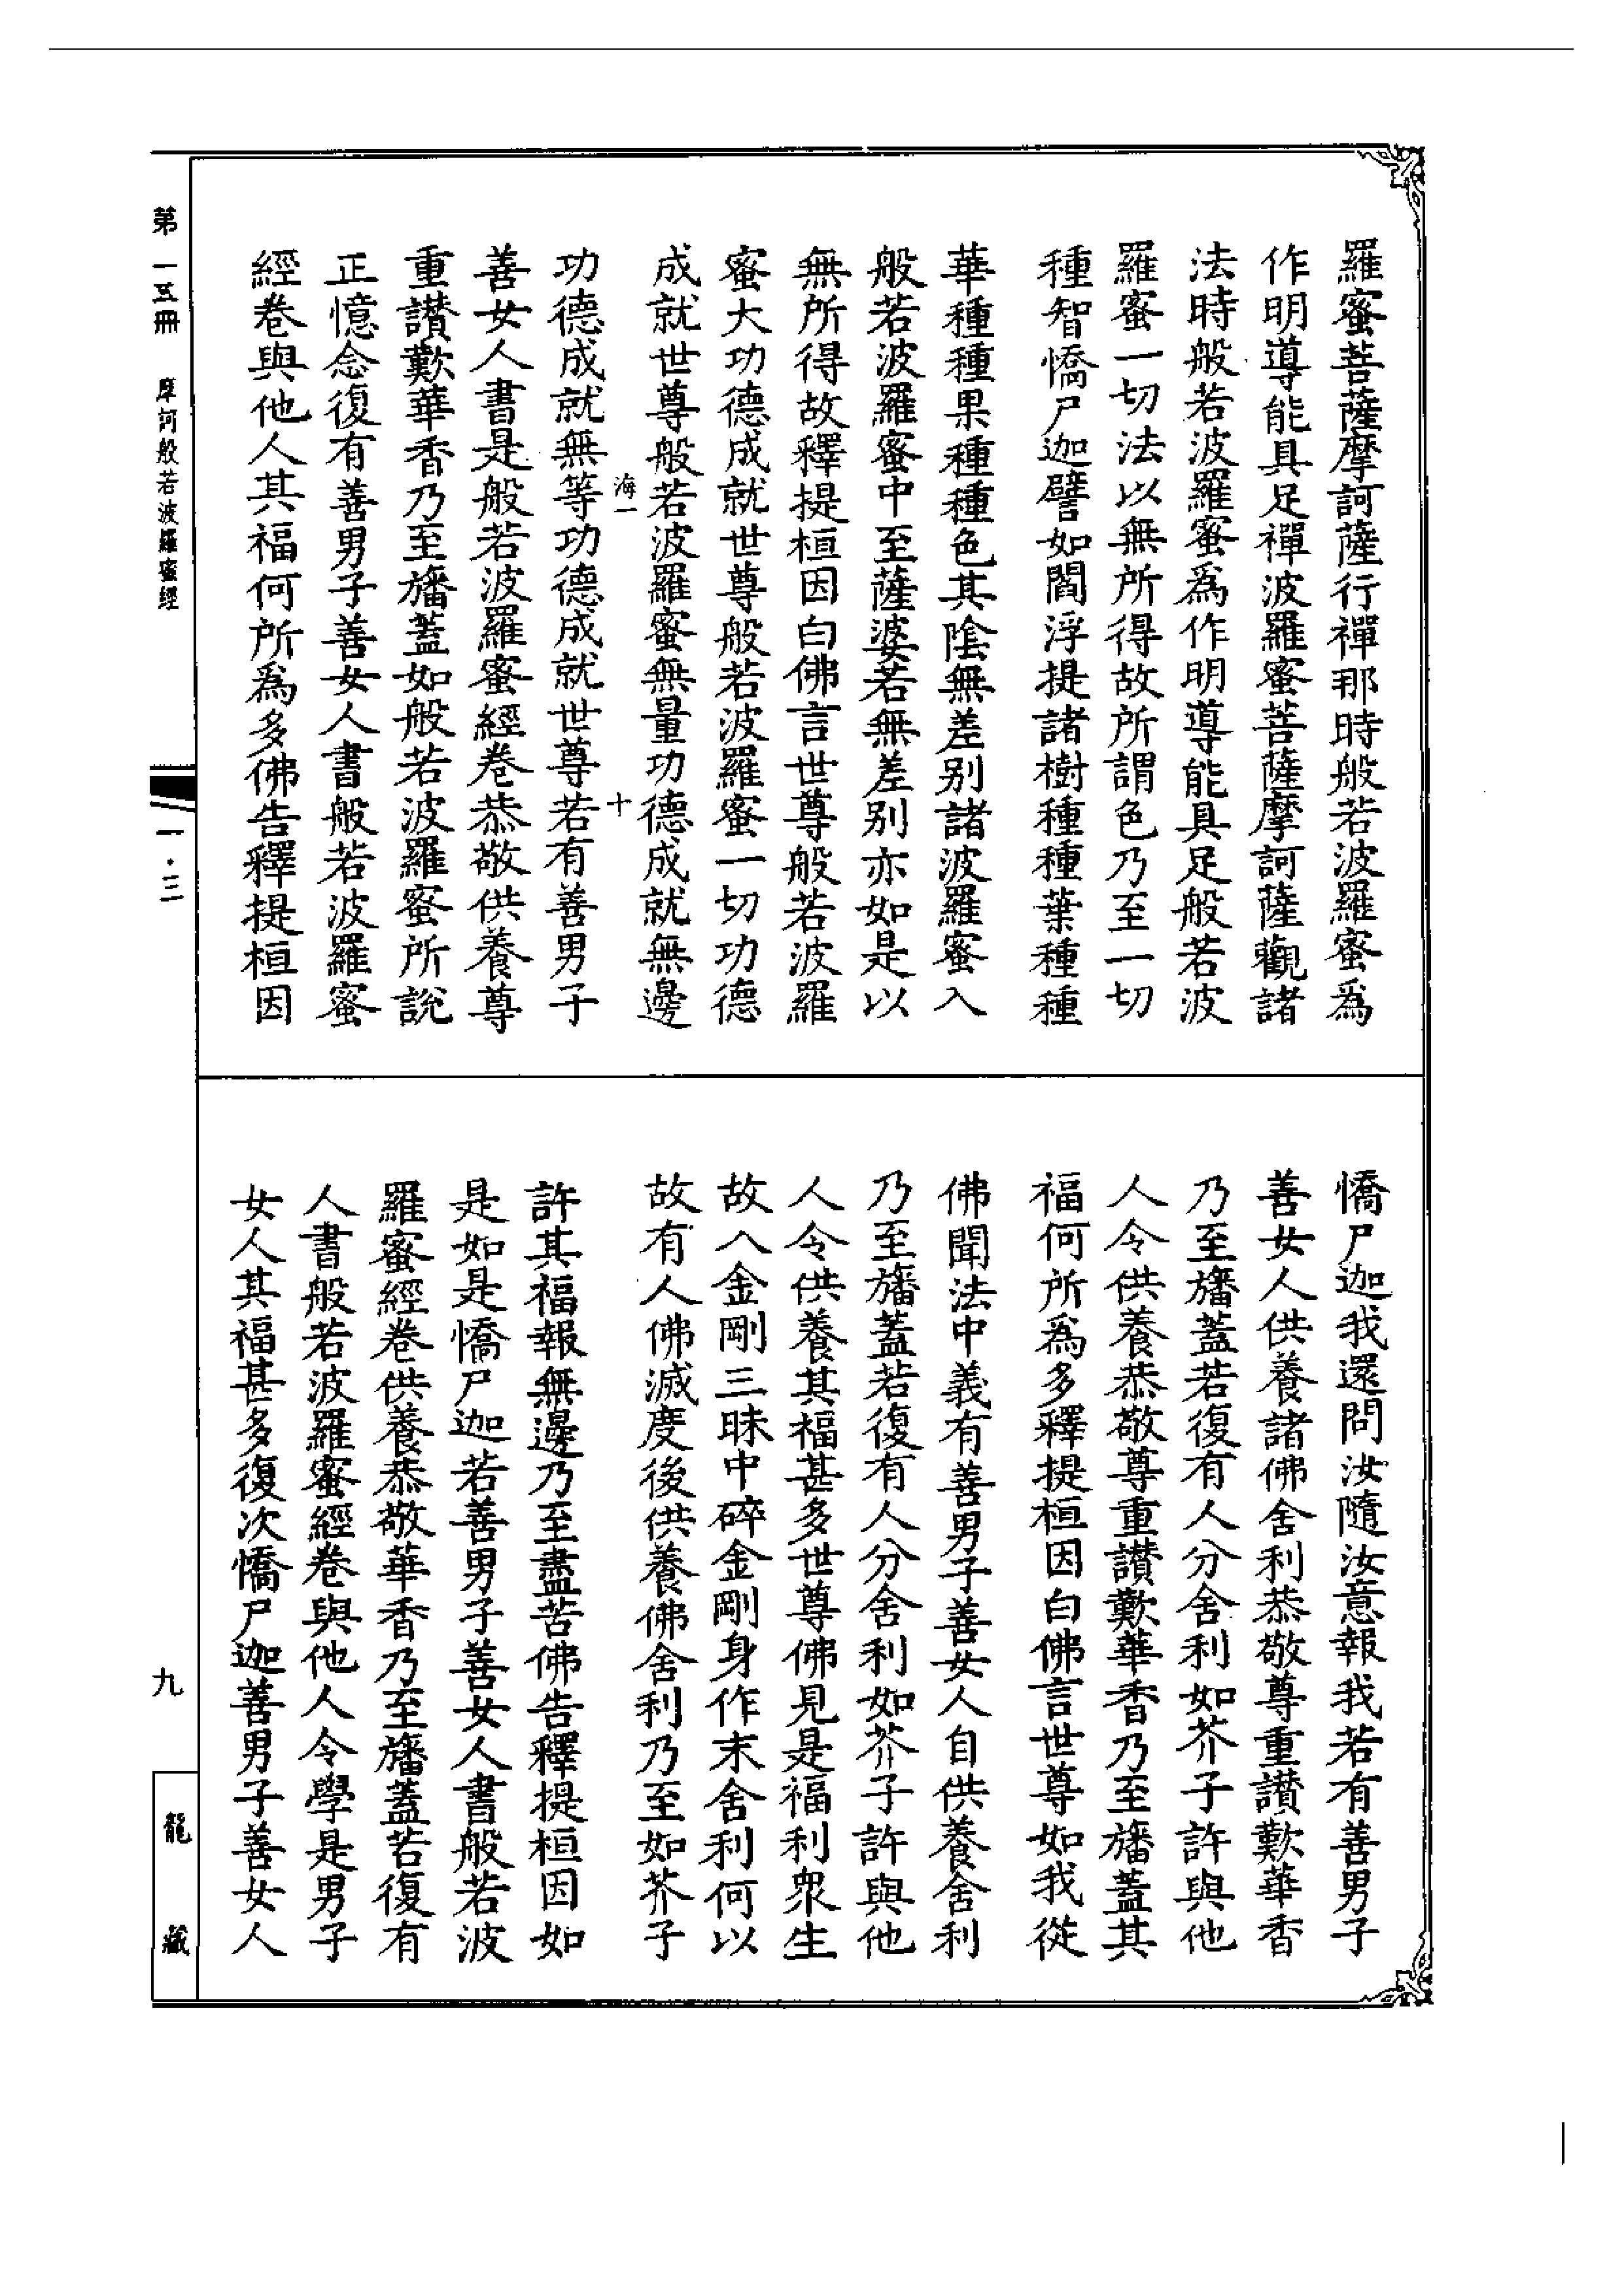 羅蜜菩薩摩訶薩行禪那時般若波羅蜜爲
作明導能具足禪波羅蜜菩薩摩訶薩觀諸
法時般若波羅蜜爲作明導能具足般若波
羅蜜一切法以無所得故所謂色乃至一切
種智憍尸迦譬如閻浮提諸樹種種葉種種
華種種果種種色其陰無差别諸波羅蜜入
般若波羅蜜中至薩婆若無差别亦如是以
無所得故釋提桓因白佛言世尊般若波羅
蜜大功德成就世尊般若波羅蜜一切功德
成就世尊般若波羅蜜無量功德成就無邊
海一
十
功德成就無等功德成就世尊若有善男子
善女人書是般若波羅蜜經卷恭敬供養尊
重讃歎華香乃至旛蓋如般若波羅蜜所說
正憶念復有善男子善女人書般若波羅蜜
經卷與他人其福何所爲多佛告釋提桓因
憍尸迦我還問汝隨汝意報我若有善男子
善女人供養諸佛舍利恭敬尊重讃歎華香
乃至旛蓋若復有人分舍利如芥子許與他
人令供養恭敬尊重讃歎華香乃至旛蓋其
福何所爲多釋提桓因白佛言世尊如我從
佛聞法中義有善男子善女人自供養舍利
乃至旛蓋若復有人分舍利如芥子許與他
人令供養其福甚多世尊佛見是福利衆生
故入金剛三昧中碎金剛身作末舍利何以
故有人佛滅度後供養佛舍利乃至如芥子
許其福報無邊乃至盡苦佛告釋提桓因如
是如是憍尸迦若善男子善女人書般若波
羅蜜經卷供養恭敬華香乃至旛蓋若復有
人書般若波羅蜜經卷與他人令學是男子
女人其福甚多復次憍尸迦善男子善女人
第一五冊 摩訶般若波羅蜜經
一·三
九
龍藏